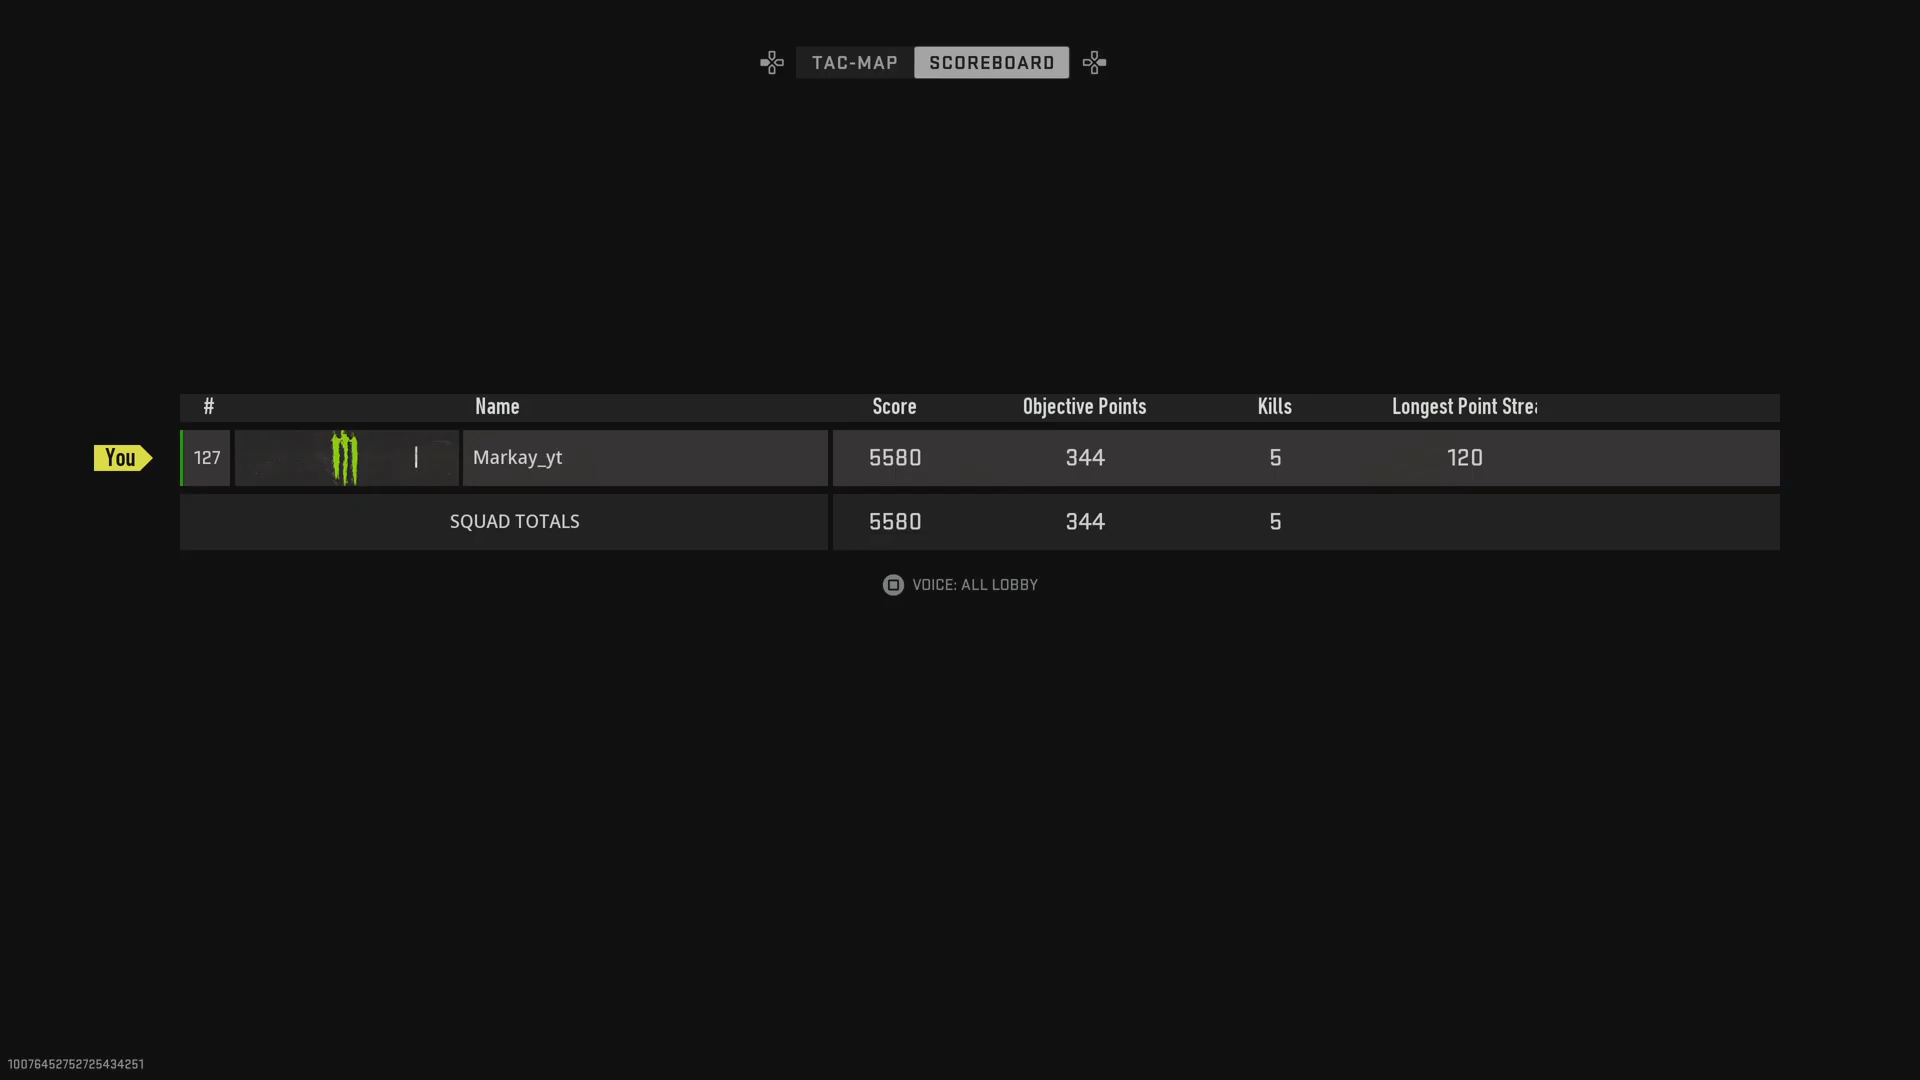 TAC-MAP SCOREBOARD
# Name Score Objective Points Kills Longest Point Strea
You 127 | Markay_yt 5580 344 5 120
SQUAD TOTALS 5580 344 5
VOICE: ALL LOBBY
10076452752725434251